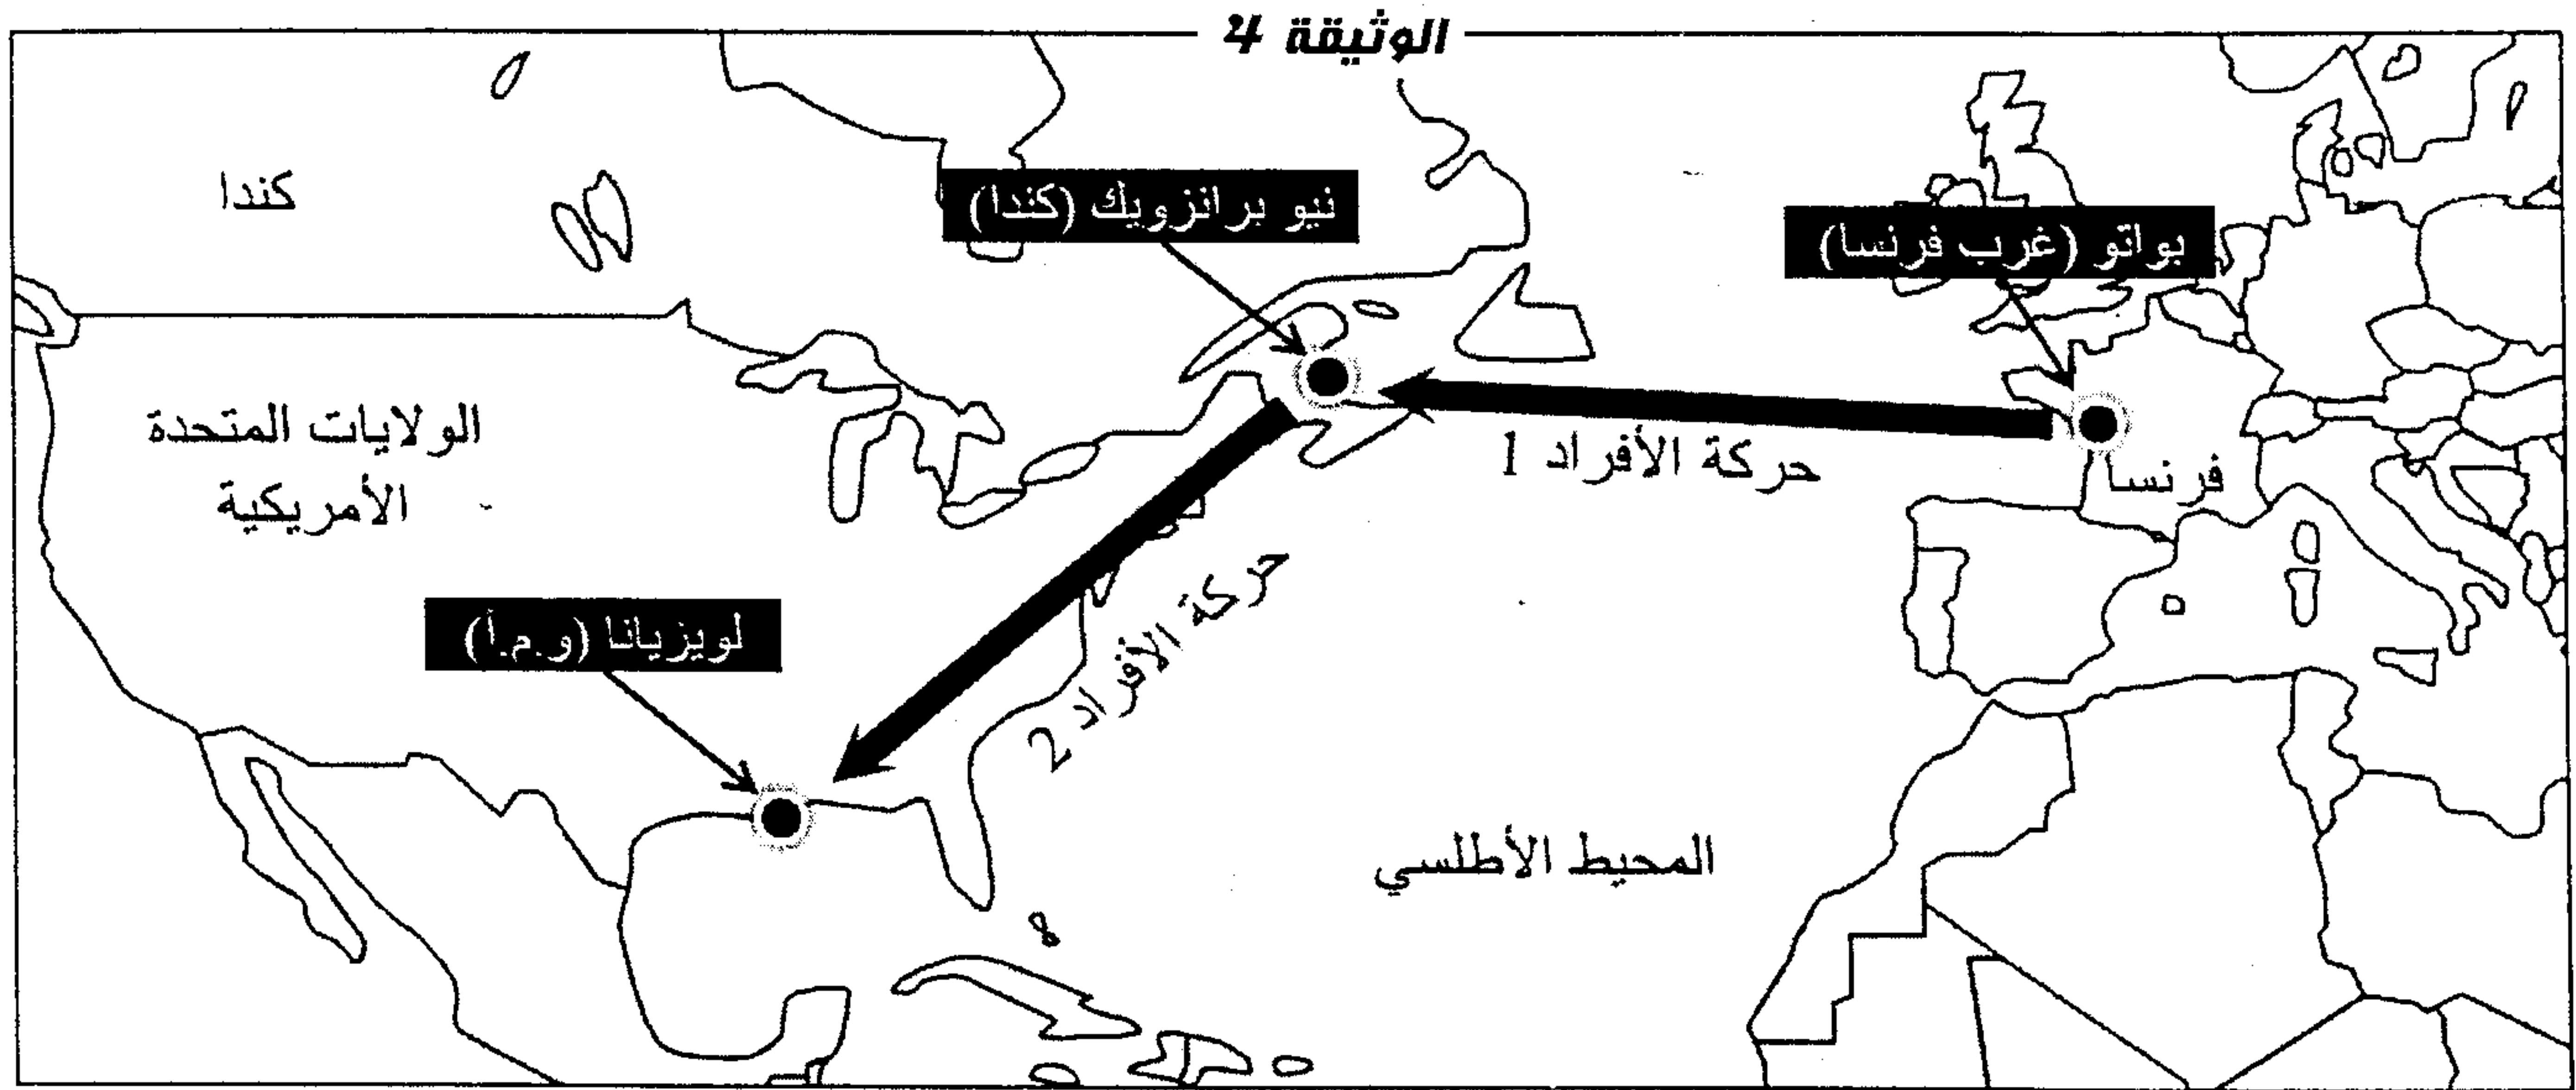 الوثيقة 4
كندا
نيو برانزويك (كندا)
بواتو (غرب فرنسا)
الولايات المتحدة
الأمريكية
حركة الأفراد 1
فرنسا
حركة الأفراد 2
لويزيانا (و.م.أ)
المحيط الأطلسي